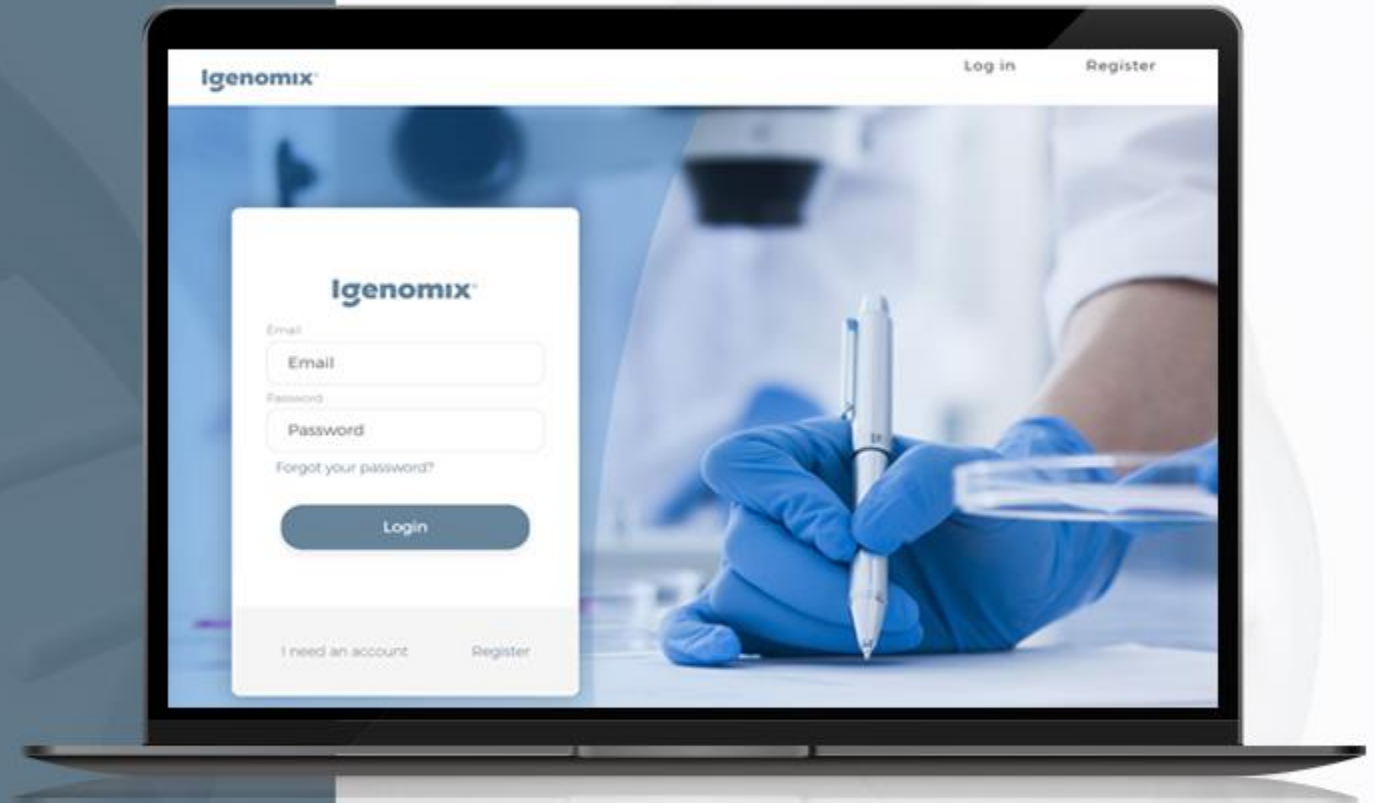 Igenomix
Log in Register
Igenomix
Email
Email
Password
Password
Forgot your password?
Login
I need an account Register